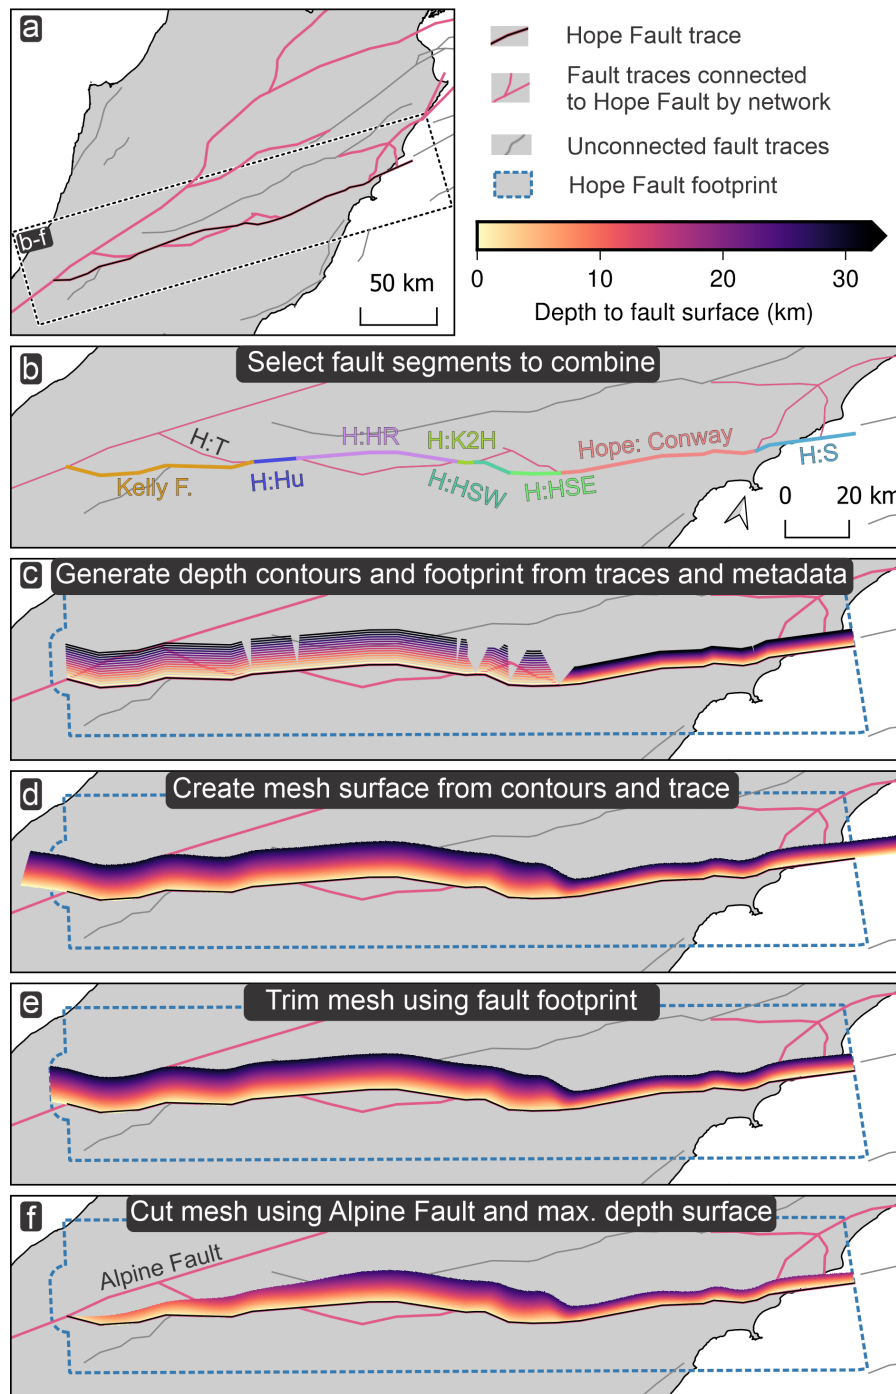 a
b-f
50 km
Hope Fault trace
Fault traces connected
to Hope Fault by network
Unconnected fault traces
Hope Fault footprint
0 10 20 30
Depth to fault surface (km)
b
Select fault segments to combine
H:T
H:HR
H:K2H
Hope: Conway
H:S
Kelly F.
H:Hu
H:HSW
H:HSE
0 20 km
c
Generate depth contours and footprint from traces and metadata
d
Create mesh surface from contours and trace
e
Trim mesh using fault footprint
f
Cut mesh using Alpine Fault and max. depth surface
Alpine Fault